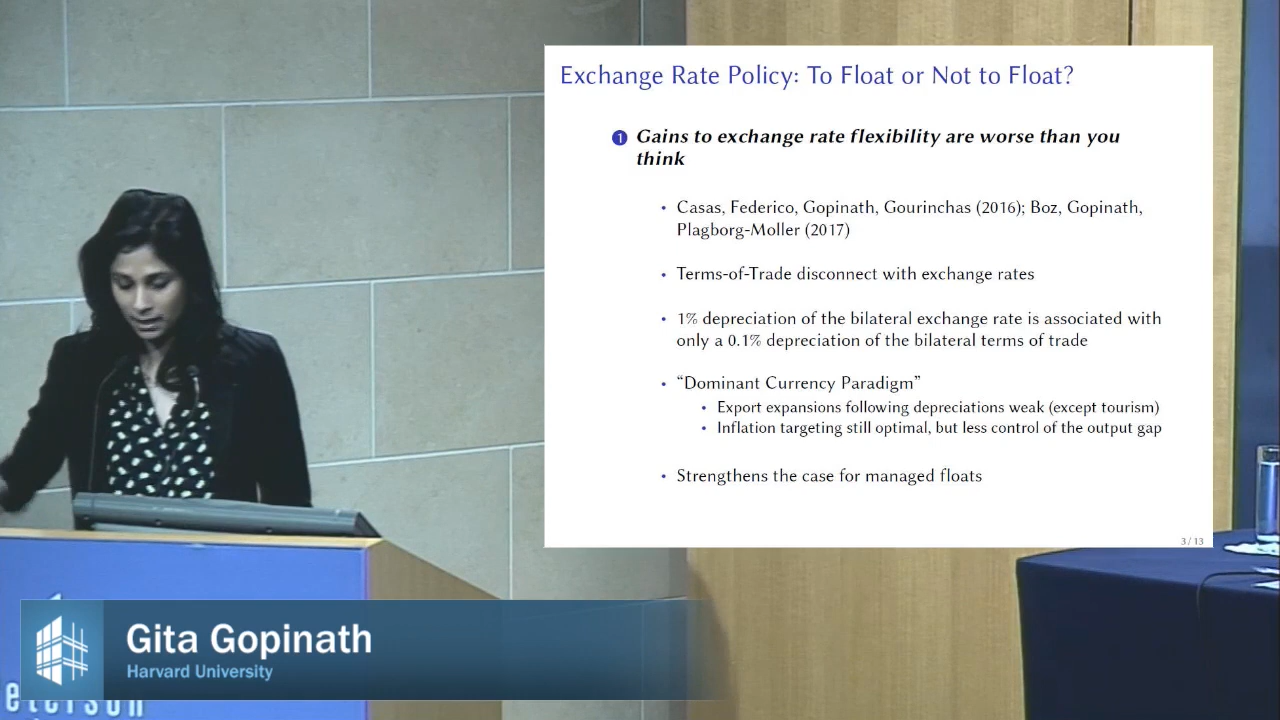 Exchange Rate Policy: To Float or Not to Float?
1 Gains to exchange rate flexibility are worse than you
think
• Casas, Federico, Gopinath, Gourinchas (2016); Boz, Gopinath,
Plagborg-Moller (2017)
• Terms-of-Trade disconnect with exchange rates
• 1% depreciation of the bilateral exchange rate is associated with
only a 0.1% depreciation of the bilateral terms of trade
• “Dominant Currency Paradigm”
• Export expansions following depreciations weak (except tourism)
• Inflation targeting still optimal, but less control of the output gap
• Strengthens the case for managed floats
3 / 13
Gita Gopinath
Harvard University
eterson